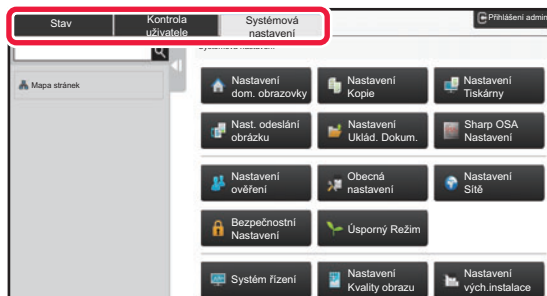 Stav
Kontrola
uživatele
Systémová
nastavení
Přihlášení admin
Mapa stránek
Nastavení
dom. obrazovky
Nastavení
Kopie
Nastavení
Tiskárny
Nast. odeslání
obrázku
Nastavení
Uklád. Dokum.
Sharp OSA
Nastavení
Nastavení
ověření
Obecná
nastavení
Nastavení
Sítě
Bezpečnostní
Nastavení
Úsporný Režim
Systém řízení
Nastavení
Kvality obrazu
Nastavení
vých.instalace